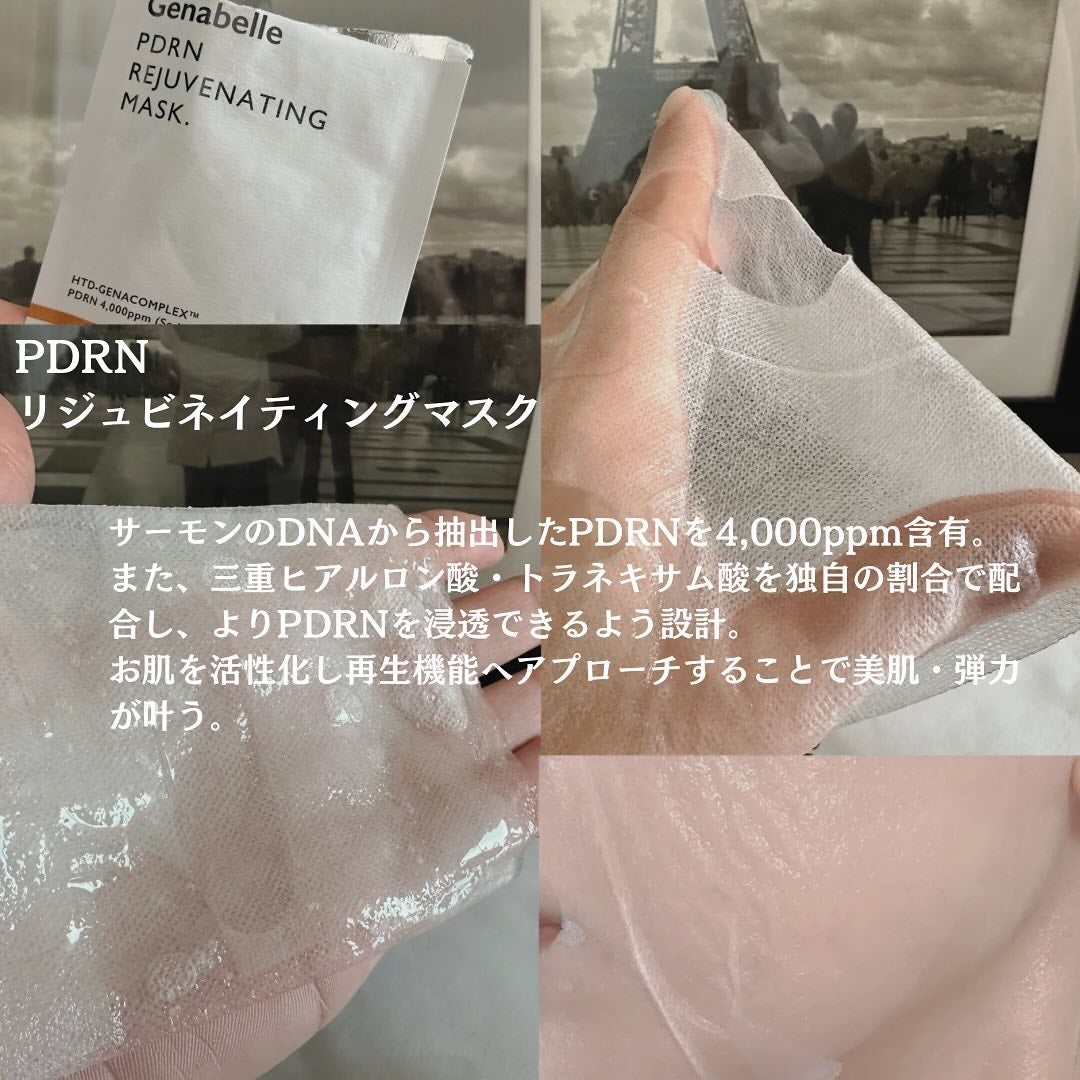 Genabelle
PDRN
REJUVENATING
MASK.
HTD-GENACOMPLEX™
PDRN 4,000ppm
PDRN
リジュビネイティングマスク
サーモンのDNAから抽出したPDRNを4,000ppm含有。
また、三重ヒアルロン酸・トラネキサム酸を独自の割合で配
合し、よりPDRNを浸透できるよう設計。
お肌を活性化し再生機能へアプローチすることで美肌・弾力
が叶う。